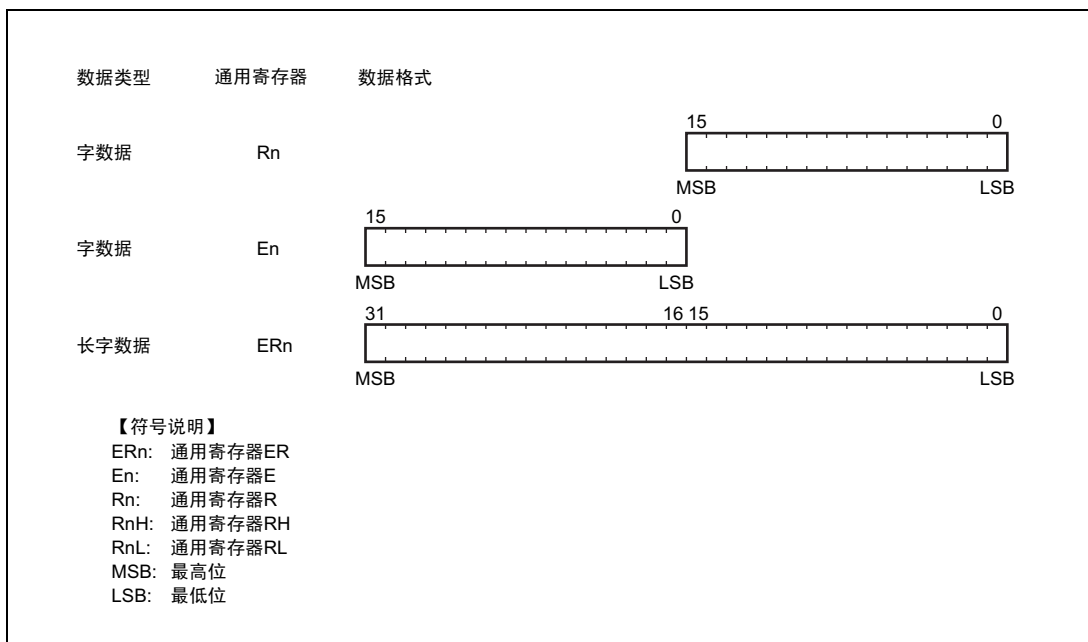 数据类型 通用寄存器 数据格式
15 0
字数据 Rn
MSB LSB
15 0
字数据 En
MSB LSB
31 16 15 0
长字数据 ERn
MSB LSB
【符号说明】
ERn: 通用寄存器ER
En: 通用寄存器E
Rn: 通用寄存器R
RnH: 通用寄存器RH
RnL: 通用寄存器RL
MSB: 最高位
LSB: 最低位